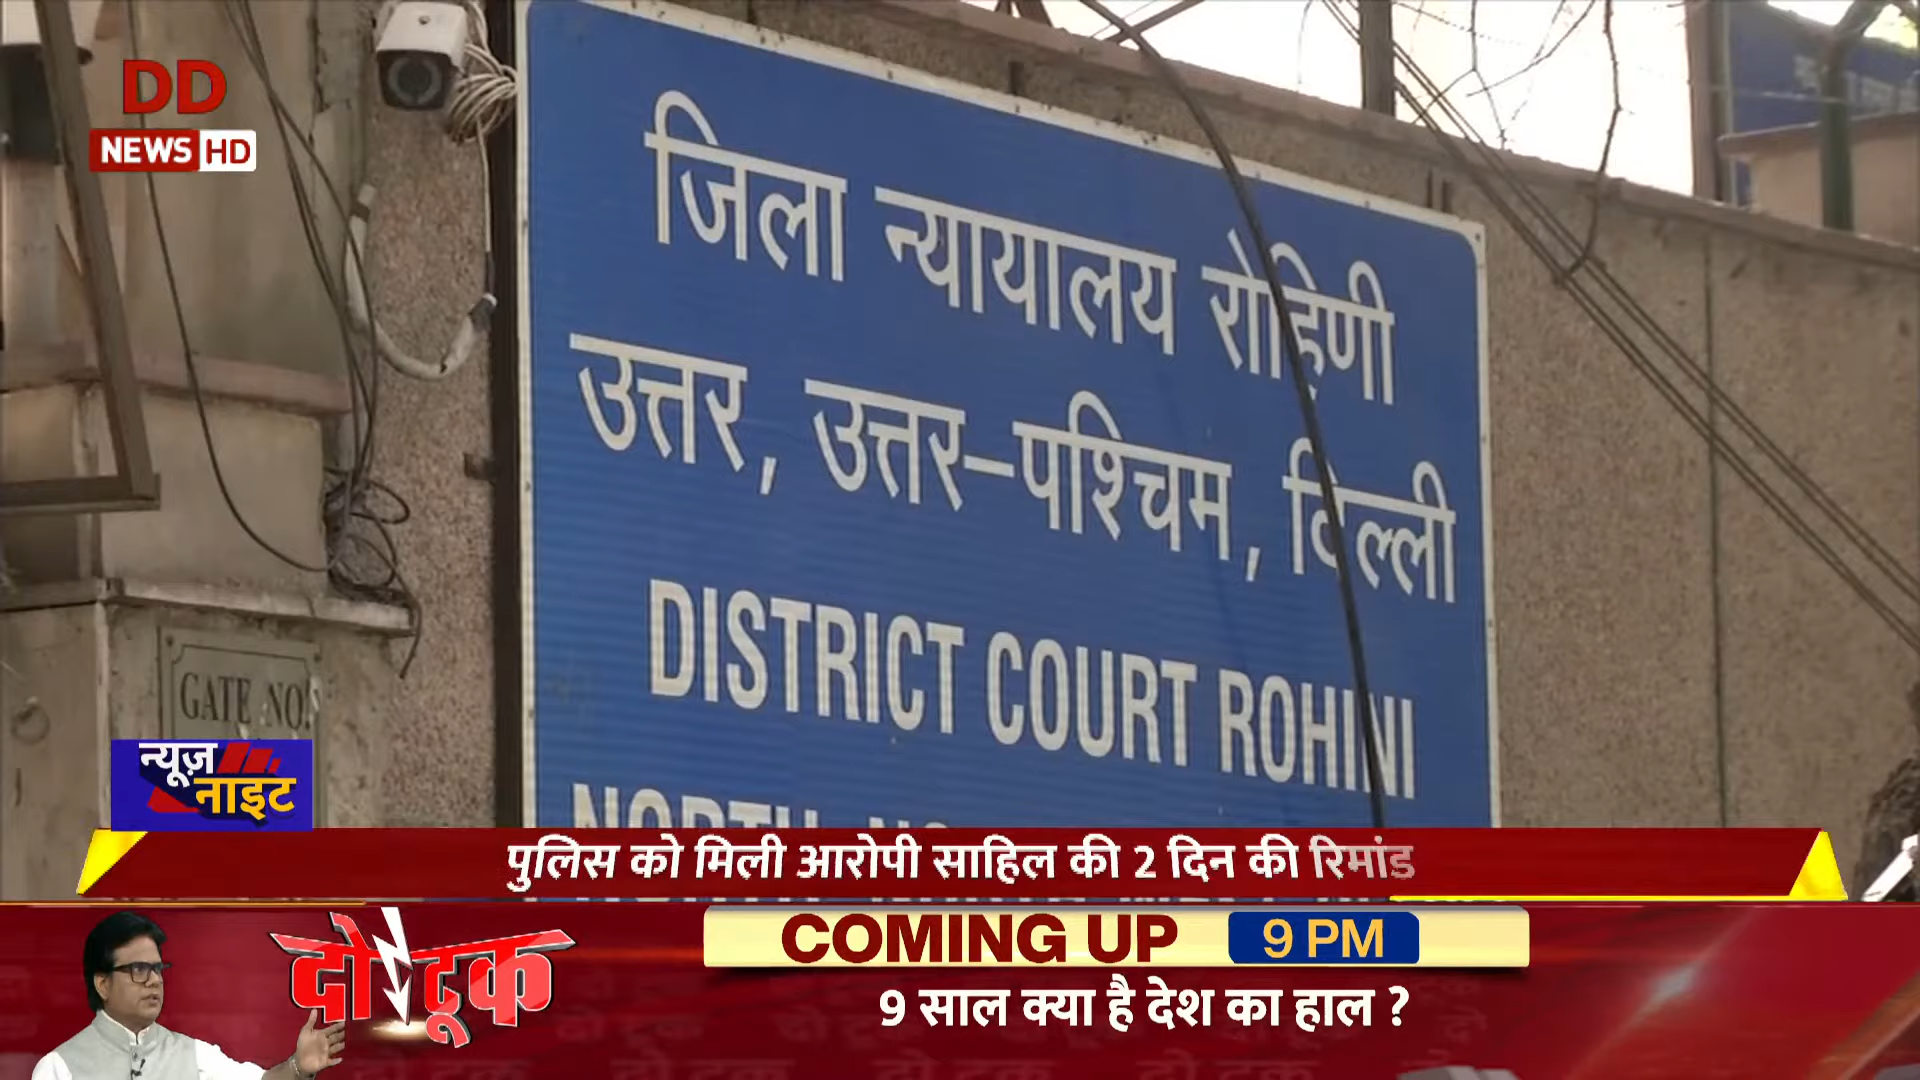 DD
NEWS HD
जिला न्यायालय रोहिणी
उत्तर, उत्तर-पश्चिम, दिल्ली
DISTRICT COURT ROHINI
GATE NO.
न्यूज़
नाइट
पुलिस को मिली आरोपी साहिल की 2 दिन की रिमांड
दो टूक
COMING UP 9 PM
9 साल क्या है देश का हाल ?